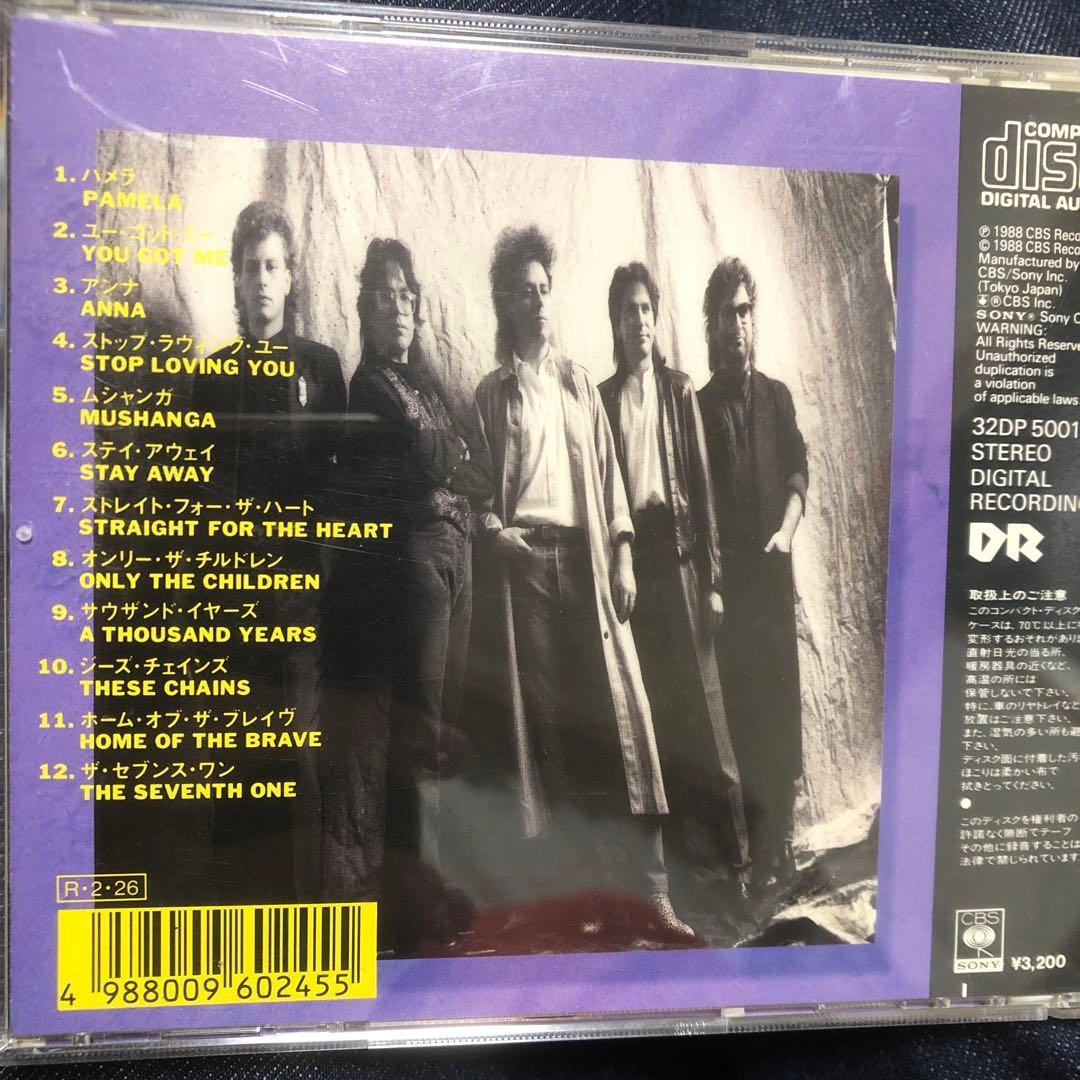 1. パメラ
PAMELA
2. ユー・ゴット・ミー
YOU GOT ME
3. アンナ
ANNA
4. ストップ・ラヴィング・ユー
STOP LOVING YOU
5. ムシャンガ
MUSHANGA
6. ステイ・アウェイ
STAY AWAY
7. ストレイト・フォー・ザ・ハート
STRAIGHT FOR THE HEART
8. オンリー・ザ・チルドレン
ONLY THE CHILDREN
9. サウザンド・イヤーズ
A THOUSAND YEARS
10. ジーズ・チェインズ
THESE CHAINS
11. ホーム・オブ・ザ・ブレイヴ
HOME OF THE BRAVE
12. ザ・セブンス・ワン
THE SEVENTH ONE
R・2・26
4 988009 602455
COMP
disc
DIGITAL AU
℗ 1988 CBS Reco
© 1988 CBS Reco
Manufactured by
CBS/Sony Inc.
(Tokyo Japan)
® CBS Inc.
SONY® Sony C
WARNING:
All Rights Reserve
Unauthorized
duplication is
a violation
of applicable laws
32DP 5001
STEREO
DIGITAL
RECORDING
DR
取扱上のご注意
このコンパクト・ディスク
ケースは、70℃以上に
変形するおそれがあり
直射日光の当る所、
暖房器具の近くなど、
高温の所には
保管しないで下さい。
特に、車のリヤトレイなど
放置はご注意下さい。
また、湿気の多い所も避
下さい。
ディスク面に付着した汚
ほこりは柔かい布で
拭きとってください。
このディスクを権利者の
許諾なく無断でテープ
その他に録音することは
法律で禁じられています
CBS
SONY
¥3,200